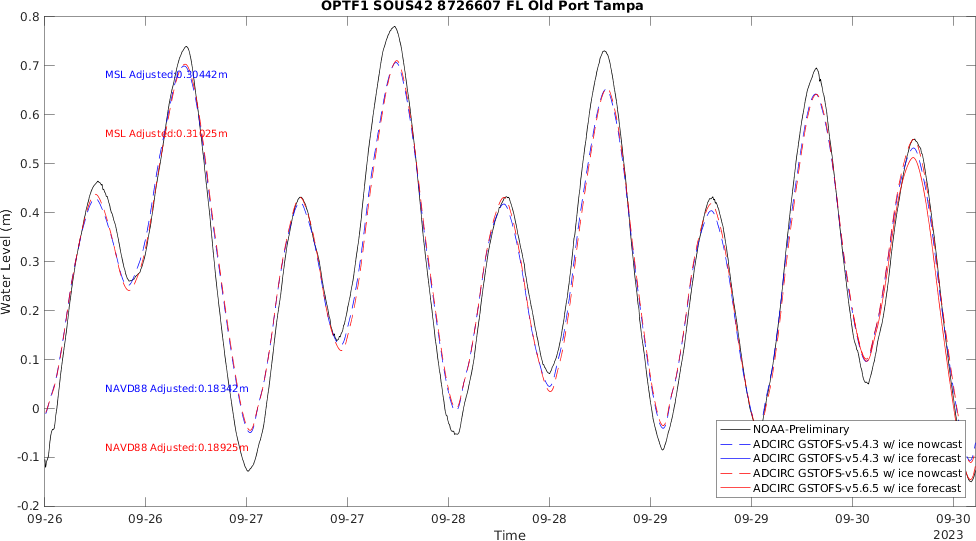 OPTF1 SOUS42 8726607 FL Old Port Tampa
0.8
0.7
0.6
0.5
0.4
0.3
0.2
0.1
0
-0.1
-0.2
Water Level (m)
MSL Adjusted:0.30442m
MSL Adjusted:0.31025m
NAVD88 Adjusted:0.18342m
NAVD88 Adjusted:0.18925m
NOAA-Preliminary
ADCIRC GSTOFS-v5.4.3 w/ ice nowcast
ADCIRC GSTOFS-v5.4.3 w/ ice forecast
ADCIRC GSTOFS-v5.6.5 w/ ice nowcast
ADCIRC GSTOFS-v5.6.5 w/ ice forecast
09-26 09-26 09-27 09-27 09-28 09-28 09-29 09-29 09-30 09-30
Time
2023